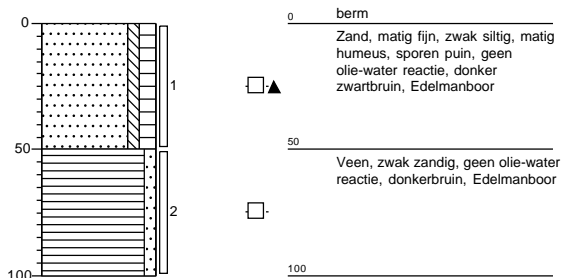 0
50
100
1
2
0
berm
Zand, matig fijn, zwak siltig, matig
humeus, sporen puin, geen
olie-water reactie, donker
zwartbruin, Edelmanboor
50
Veen, zwak zandig, geen olie-water
reactie, donkerbruin, Edelmanboor
100